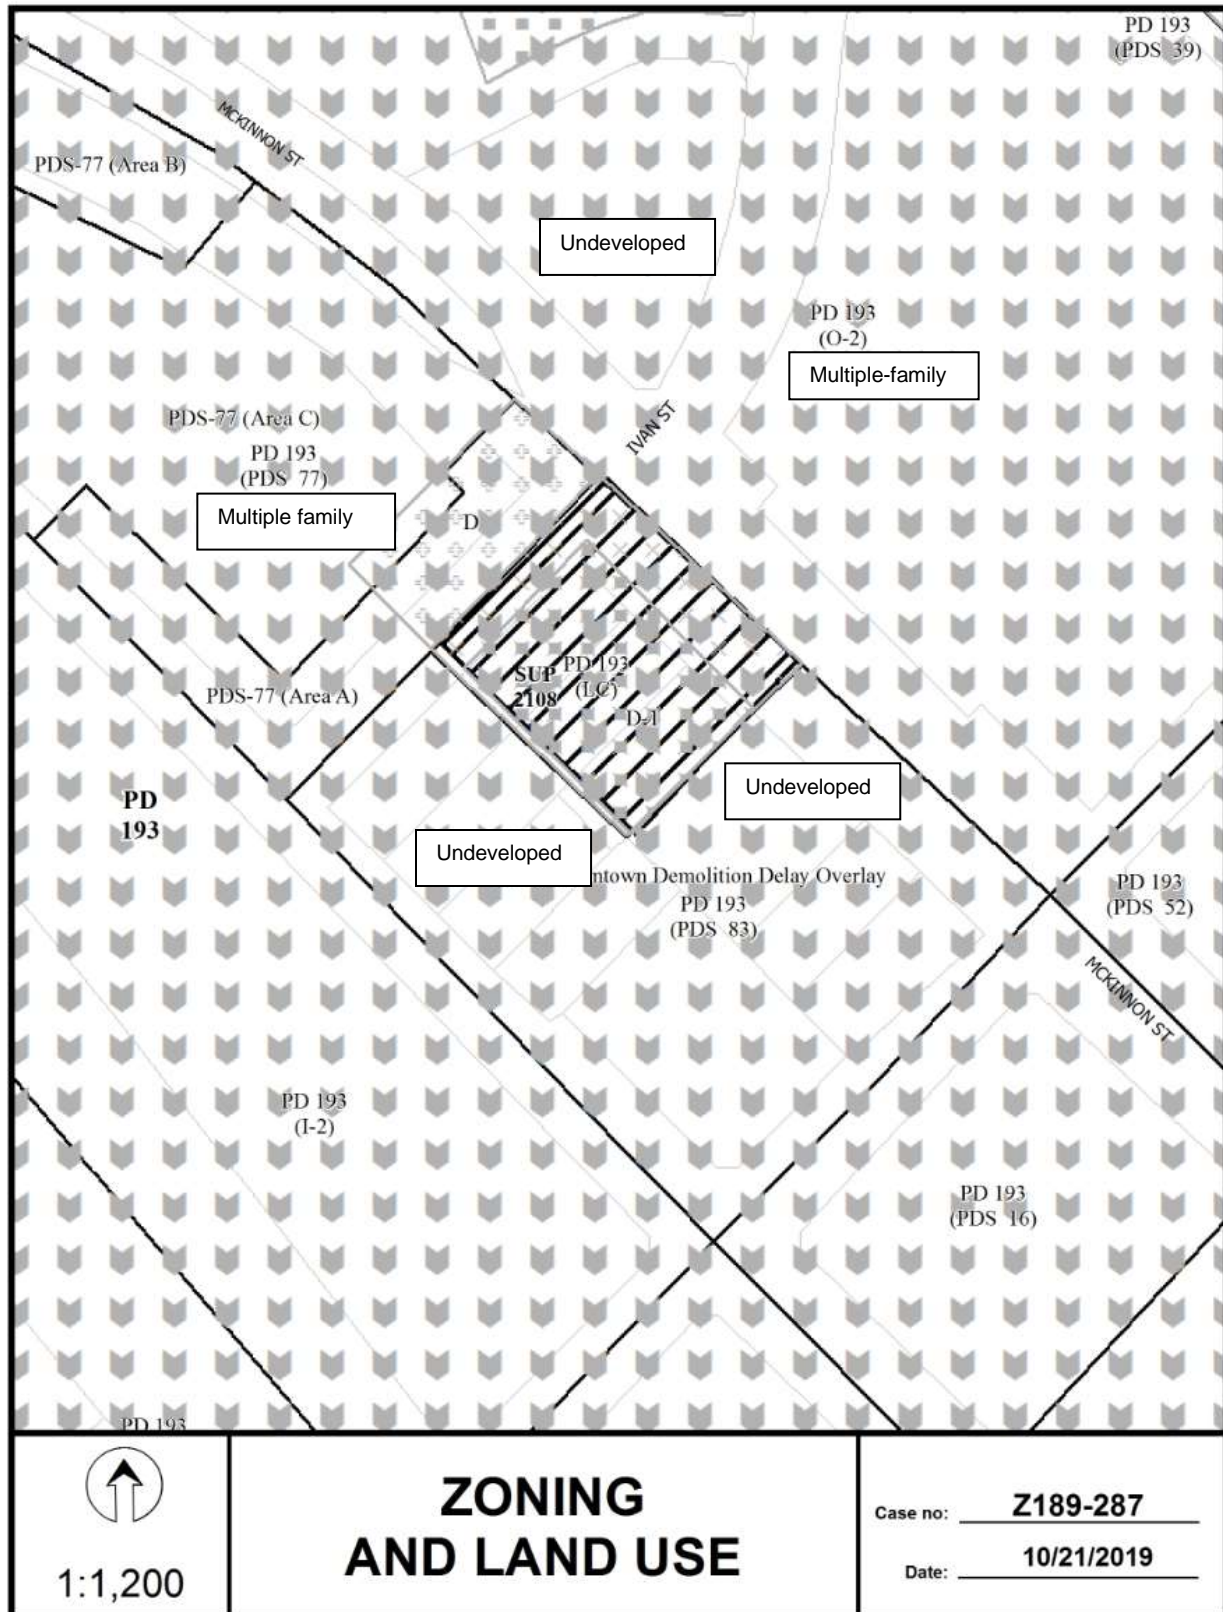 PD 193
(PDS 39)
MCKINNON ST
PDS-77 (Area B)
Undeveloped
PD 193
(O-2)
Multiple-family
PDS-77 (Area C)
IVAN ST
PD 193
(PDS 77)
Multiple family
D
SUP
2108
PD 193
(LC)
D-1
PDS-77 (Area A)
Undeveloped
PD
193
Undeveloped
ntown Demolition Delay Overlay
PD 193
(PDS 83)
PD 193
(PDS 52)
MCKINNON ST
PD 193
(I-2)
PD 193
(PDS 16)
PD 193
1:1,200
ZONING
AND LAND USE
Case no: Z189-287
Date: 10/21/2019